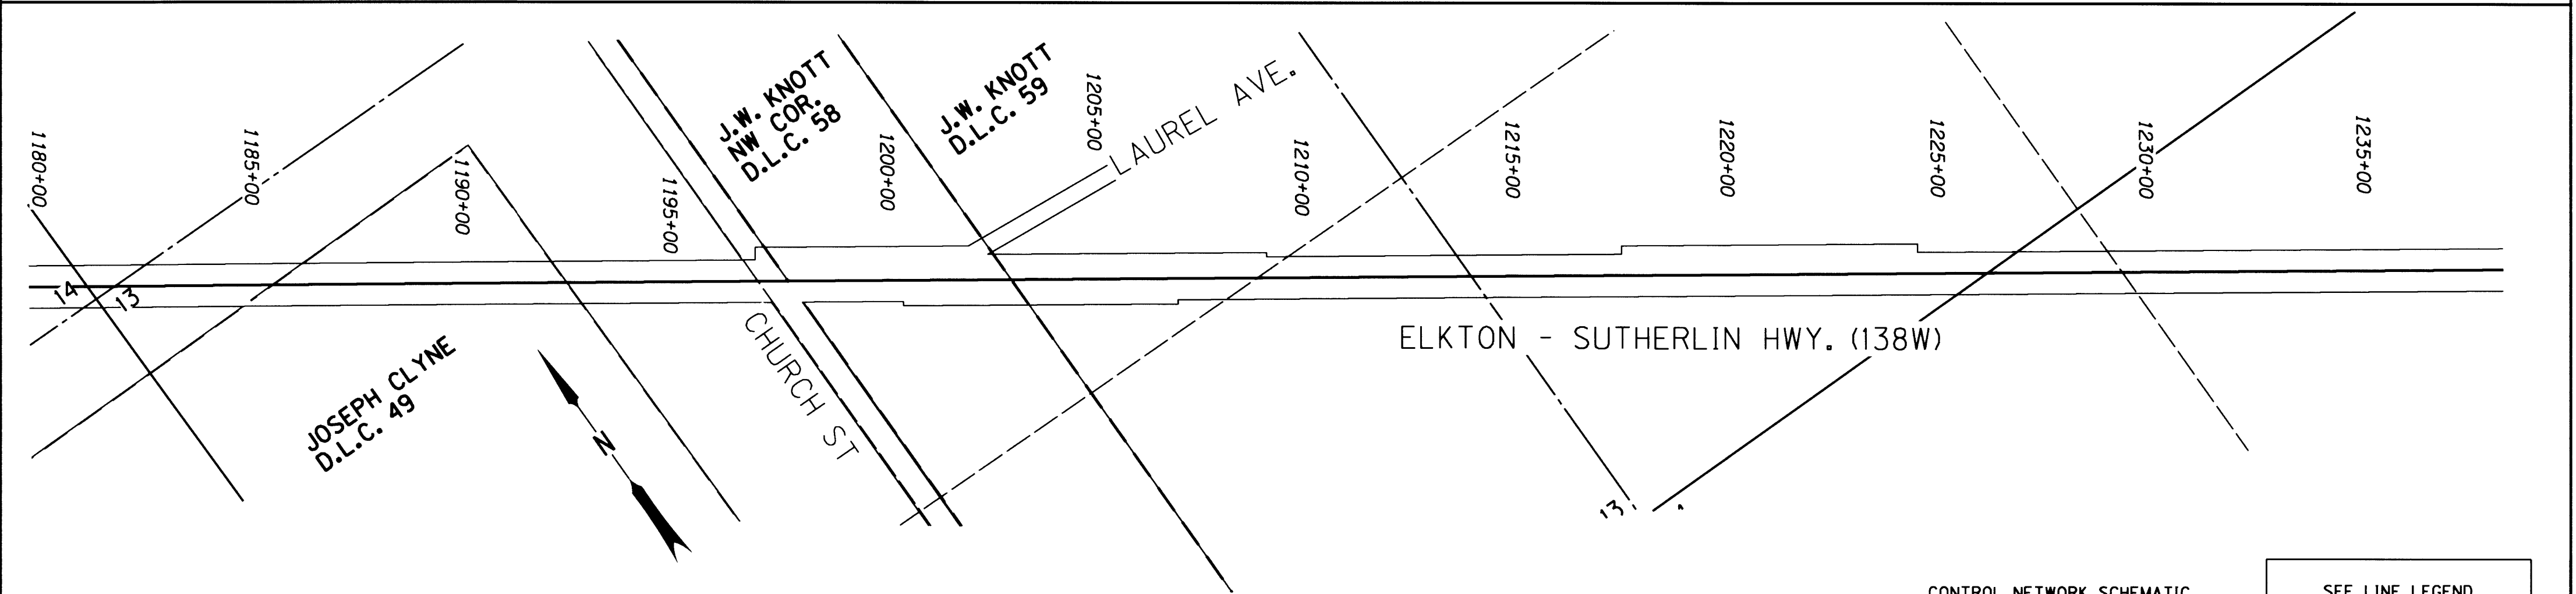 1180+00
1185+00
1190+00
1195+00
1200+00
1205+00
1210+00
1215+00
1220+00
1225+00
1230+00
1235+00
J.W. KNOTT
NW COR.
D.L.C. 58
J.W. KNOTT
D.L.C. 59
LAUREL AVE.
14
13
JOSEPH CLYNE
D.L.C. 49
N
CHURCH ST
ELKTON - SUTHERLIN HWY. (138W)
13
CONTROL NETWORK SCHEMATIC
SEE LINE LEGEND